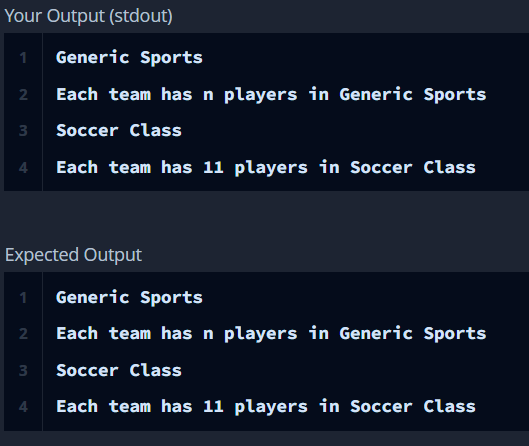 Your Output (stdout)
1 Generic Sports
2 Each team has n players in Generic Sports
3 Soccer Class
4 Each team has 11 players in Soccer Class
Expected Output
1 Generic Sports
2 Each team has n players in Generic Sports
3 Soccer Class
4 Each team has 11 players in Soccer Class